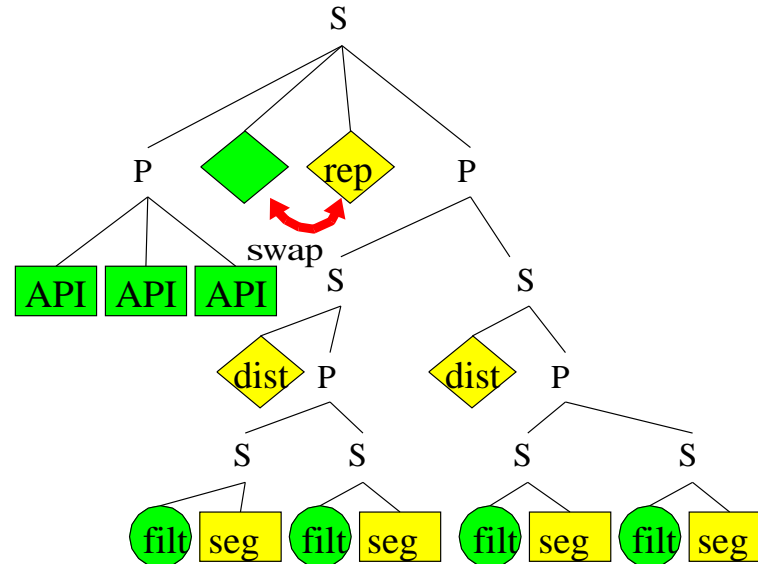 S
P rep P
swap
API API API S S
dist P dist P
S S S S
filt seg filt seg filt seg filt seg